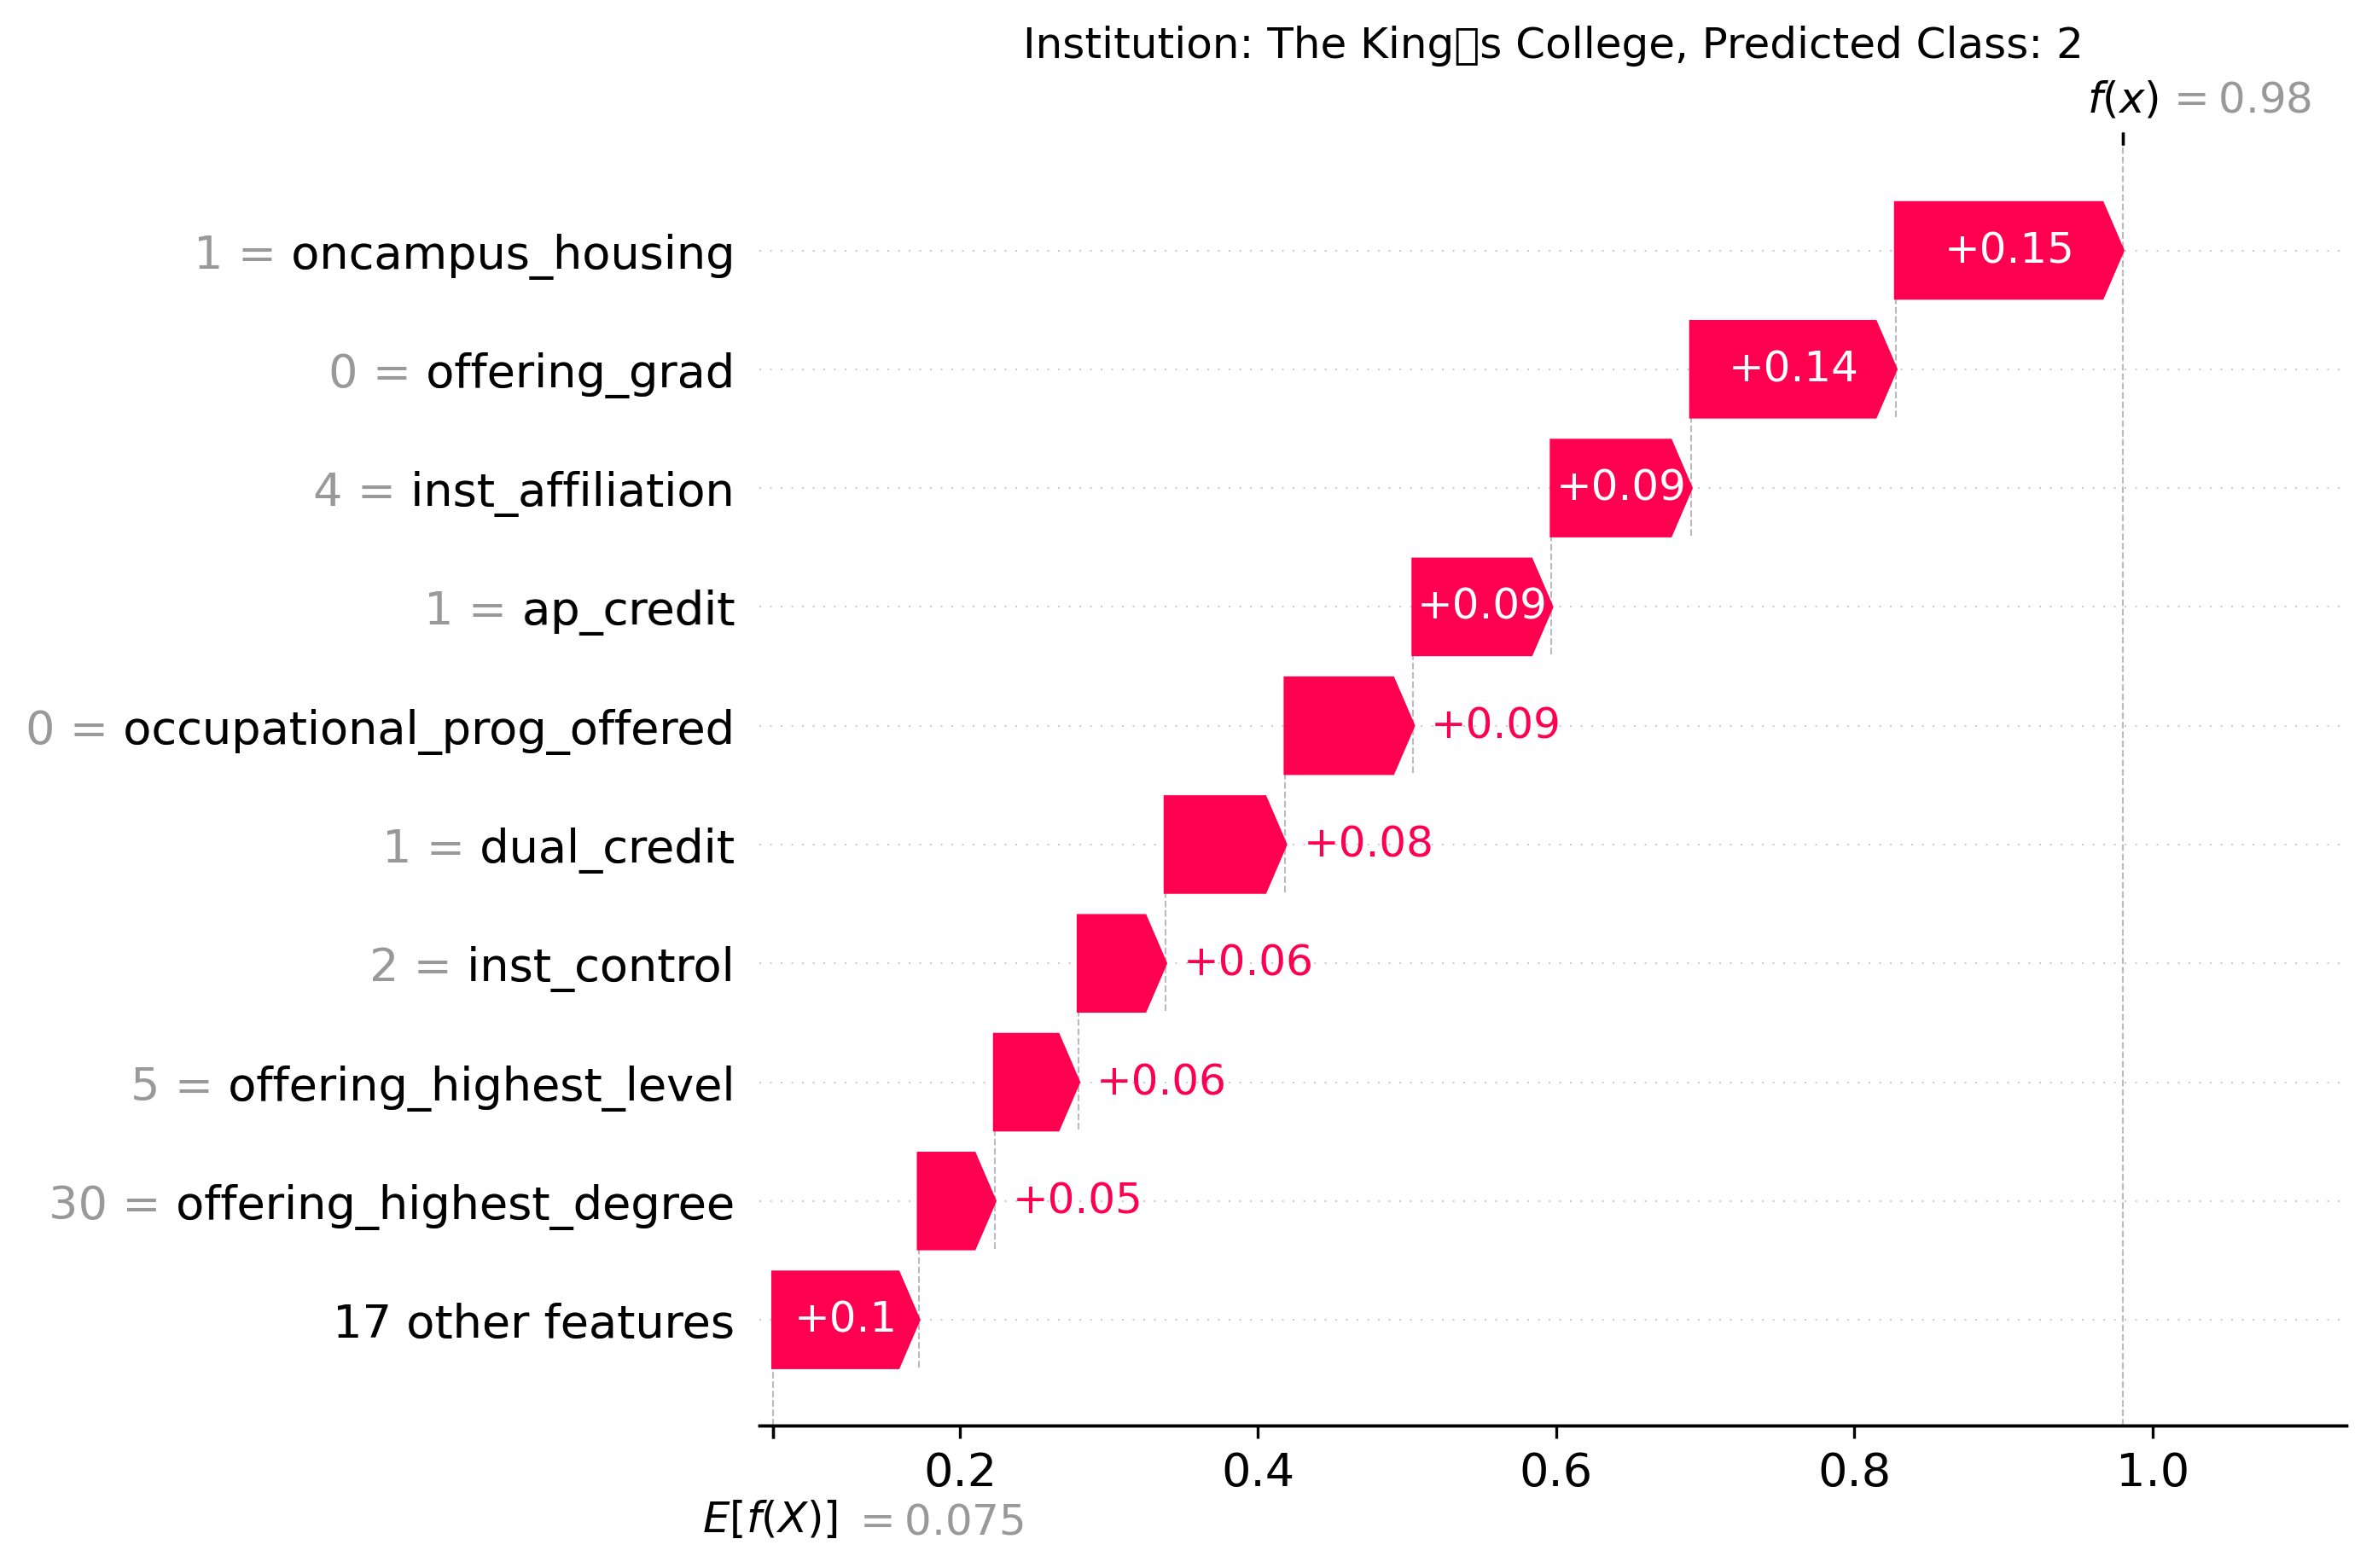 Institution: The King▯s College, Predicted Class: 2
f(x) = 0.98
1 = oncampus_housing +0.15
0 = offering_grad +0.14
4 = inst_affiliation +0.09
1 = ap_credit +0.09
0 = occupational_prog_offered +0.09
1 = dual_credit +0.08
2 = inst_control +0.06
5 = offering_highest_level +0.06
30 = offering_highest_degree +0.05
17 other features +0.1
0.2 0.4 0.6 0.8 1.0
E[f(X)] = 0.075